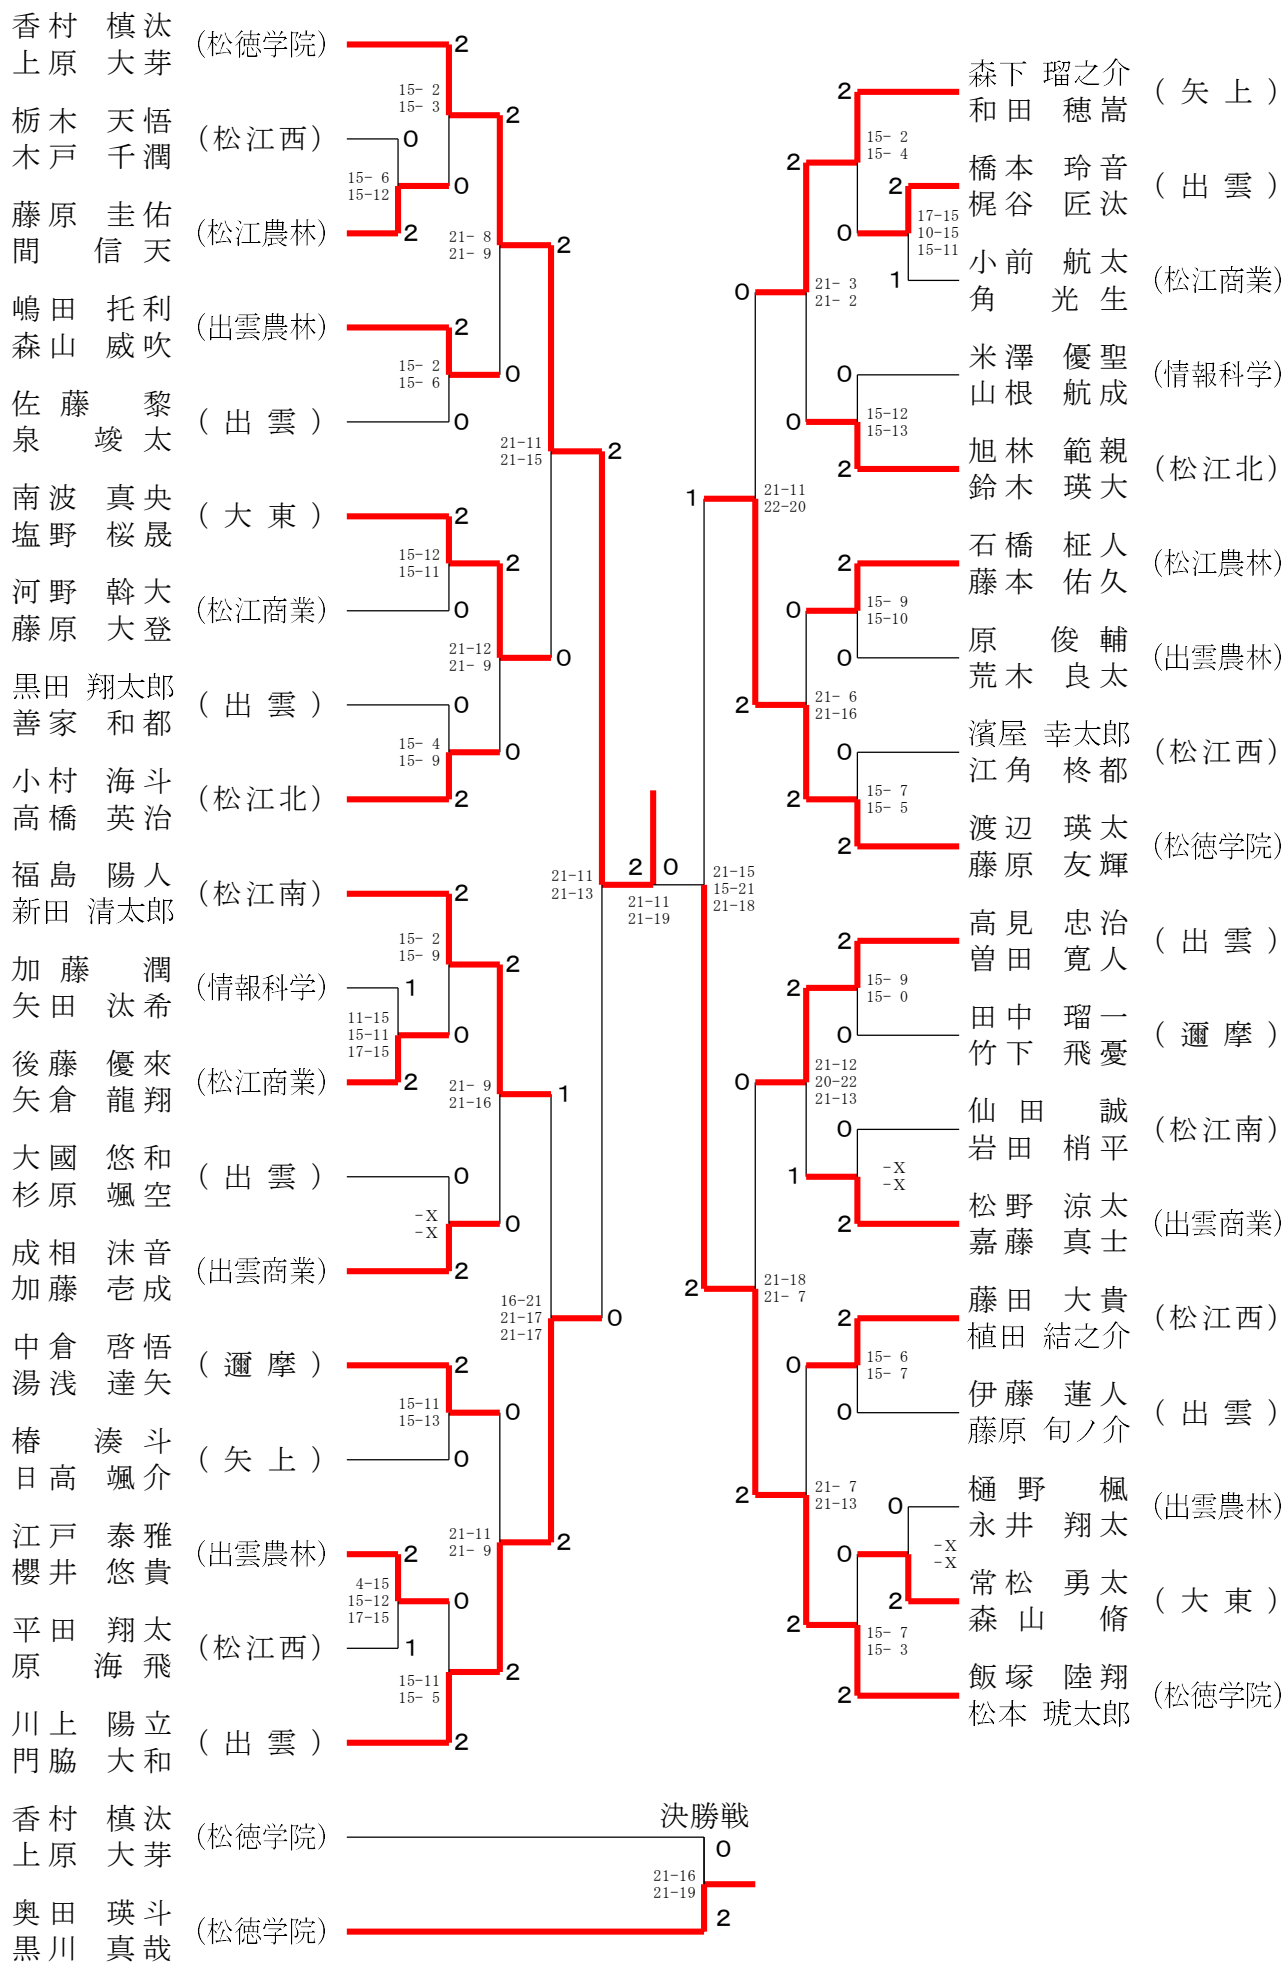 香村 槙汰
上原 大芽
(松徳学院)
2
15- 2
15- 3
2
栃木 天悟
木戸 千潤
(松江西)
0
15- 6
15-12
0
藤原 圭佑
間 信天
(松江農林)
2
21- 8
21- 9
2
嶋田 托利
森山 威吹
(出雲農林)
2
15- 2
15- 6
0
佐藤 黎
泉 竣太
(出雲)
0
21-11
21-15
2
南波 真央
塩野 桜晟
(大東)
2
15-12
15-11
2
河野 幹大
藤原 大登
(松江商業)
0
21-12
21- 9
0
黒田 翔太郎
善家 和都
(出雲)
0
15- 4
15- 9
0
小村 海斗
高橋 英治
(松江北)
2
福島 陽人
新田 清太郎
(松江南)
2
21-11
21-13
15- 2
15- 9
2
加藤 潤
矢田 汰希
(情報科学)
1
11-15
15-11
17-15
0
後藤 優來
矢倉 龍翔
(松江商業)
2
21- 9
21-16
1
大國 悠和
杉原 颯空
(出雲)
0
-X
-X
0
成相 沫音
加藤 壱成
(出雲商業)
2
16-21
21-17
21-17
0
中倉 啓悟
湯浅 達矢
(邇摩)
2
15-11
15-13
0
椿 湊斗
日高 颯介
(矢上)
0
21-11
21- 9
2
江戸 泰雅
櫻井 悠貴
(出雲農林)
2
4-15
15-12
17-15
0
平田 翔太
原 海飛
(松江西)
1
15-11
15- 5
2
川上 陽立
門脇 大和
(出雲)
2
2
0
21-11
21-19
森下 瑠之介
和田 穂嵩
(矢上)
2
15- 2
15- 4
2
橋本 玲音
梶谷 匠汰
(出雲)
2
17-15
10-15
15-11
0
小前 航太
角 光生
(松江商業)
1
21- 3
21- 2
0
米澤 優聖
山根 航成
(情報科学)
0
15-12
15-13
0
旭林 範親
鈴木 瑛大
(松江北)
2
21-11
22-20
1
石橋 柾人
藤本 佑久
(松江農林)
2
15- 9
15-10
0
原 俊輔
荒木 良太
(出雲農林)
0
21- 6
21-16
2
濱屋 幸太郎
江角 柊都
(松江西)
0
15- 7
15- 5
2
渡辺 瑛太
藤原 友輝
(松徳学院)
2
21-15
15-21
21-18
高見 忠治
曽田 寛人
(出雲)
2
15- 9
15- 0
2
田中 瑠一
竹下 飛憂
(邇摩)
0
21-12
20-22
21-13
0
仙田 誠
岩田 梢平
(松江南)
0
-X
-X
1
松野 涼太
嘉藤 真士
(出雲商業)
2
21-18
21- 7
2
藤田 大貴
植田 結之介
(松江西)
2
15- 6
15- 7
0
伊藤 蓮人
藤原 旬ノ介
(出雲)
0
21- 7
21-13
2
樋野 楓
永井 翔太
(出雲農林)
0
-X
-X
0
常松 勇太
森山 脩
(大東)
2
15- 7
15- 3
2
飯塚 陸翔
松本 琥太郎
(松徳学院)
2
決勝戦
香村 槙汰
上原 大芽
(松徳学院)
0
21-16
21-19
奥田 瑛斗
黒川 真哉
(松徳学院)
2